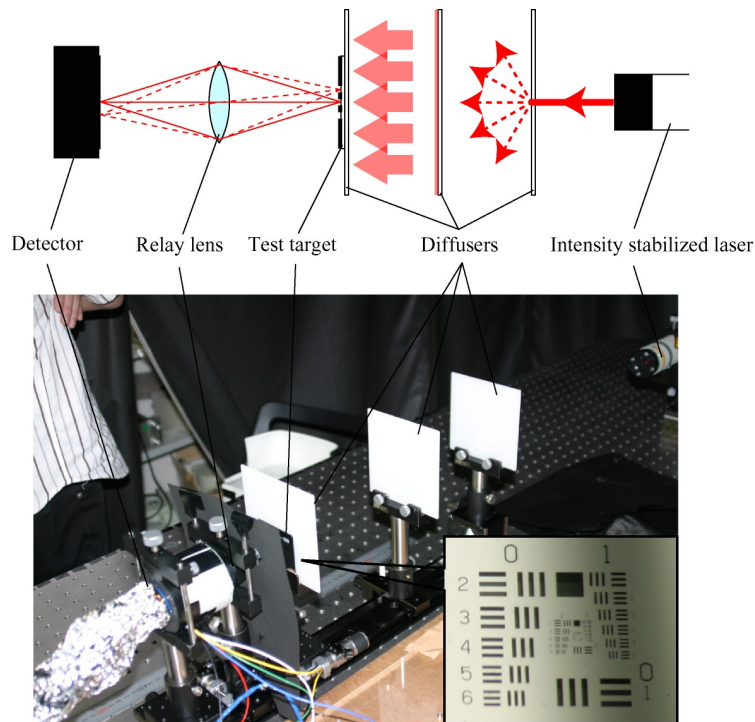 Detector
Relay lens
Test target
Diffusers
Intensity stabilized laser
0 1
2
3
4
5
6
0
1